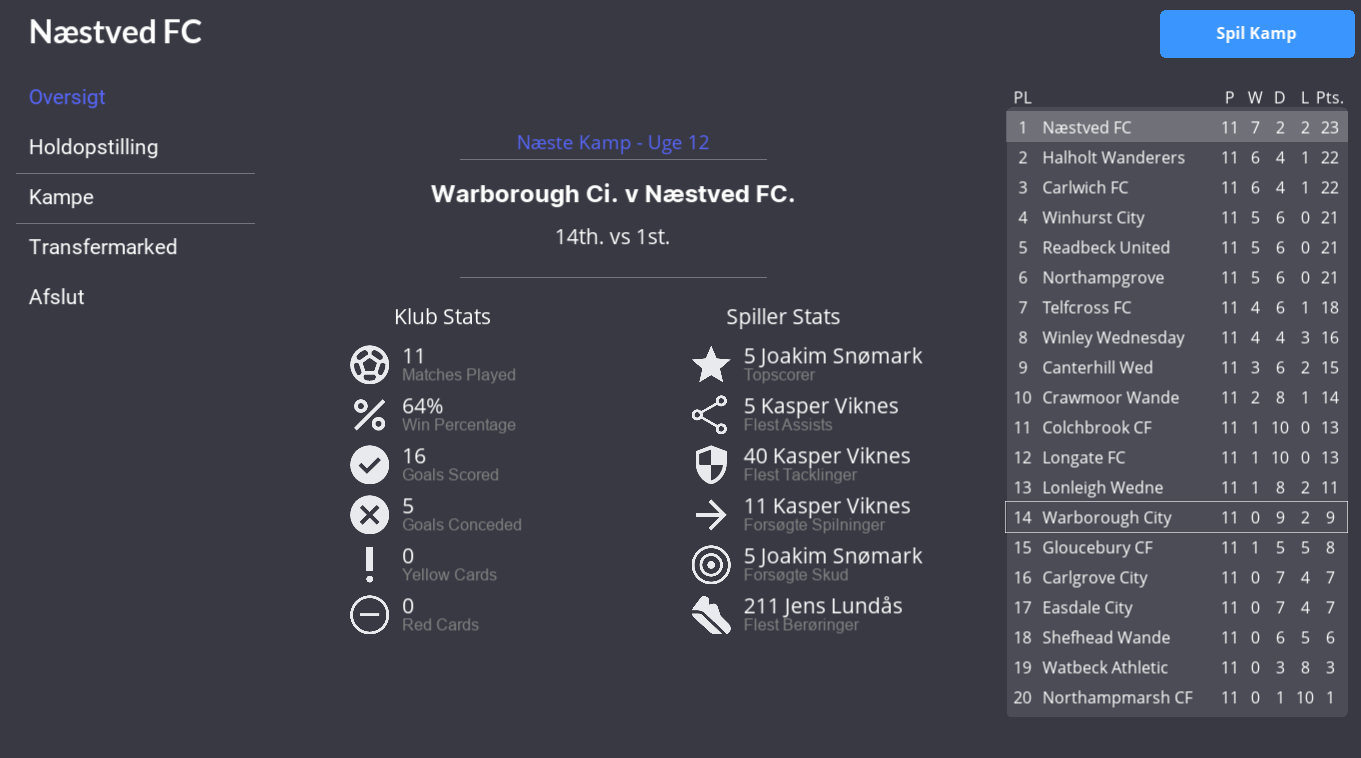 Næstved FC
Spil Kamp
Oversigt
Holdopstilling
Kampe
Transfermarked
Afslut
Næste Kamp - Uge 12
Warborough Ci. v Næstved FC.
14th. vs 1st.
Klub Stats
11
Matches Played
64%
Win Percentage
16
Goals Scored
5
Goals Conceded
0
Yellow Cards
0
Red Cards
Spiller Stats
5 Joakim Snømark
Topscorer
5 Kasper Viknes
Flest Assists
40 Kasper Viknes
Flest Tacklinger
11 Kasper Viknes
Forsøgte Spilninger
5 Joakim Snømark
Forsøgte Skud
211 Jens Lundås
Flest Berøringer
PL P W D L Pts.
1 Næstved FC 11 7 2 2 23
2 Halholt Wanderers 11 6 4 1 22
3 Carlwich FC 11 6 4 1 22
4 Winhurst City 11 5 6 0 21
5 Readbeck United 11 5 6 0 21
6 Northampgrove 11 5 6 0 21
7 Telfcross FC 11 4 6 1 18
8 Winley Wednesday 11 4 4 3 16
9 Canterhill Wed 11 3 6 2 15
10 Crawmoor Wande 11 2 8 1 14
11 Colchbrook CF 11 1 10 0 13
12 Longate FC 11 1 10 0 13
13 Lonleigh Wedne 11 1 8 2 11
14 Warborough City 11 0 9 2 9
15 Gloucebury CF 11 1 5 5 8
16 Carlgrove City 11 0 7 4 7
17 Easdale City 11 0 7 4 7
18 Shefhead Wande 11 0 6 5 6
19 Watbeck Athletic 11 0 3 8 3
20 Northampmarsh CF 11 0 1 10 1